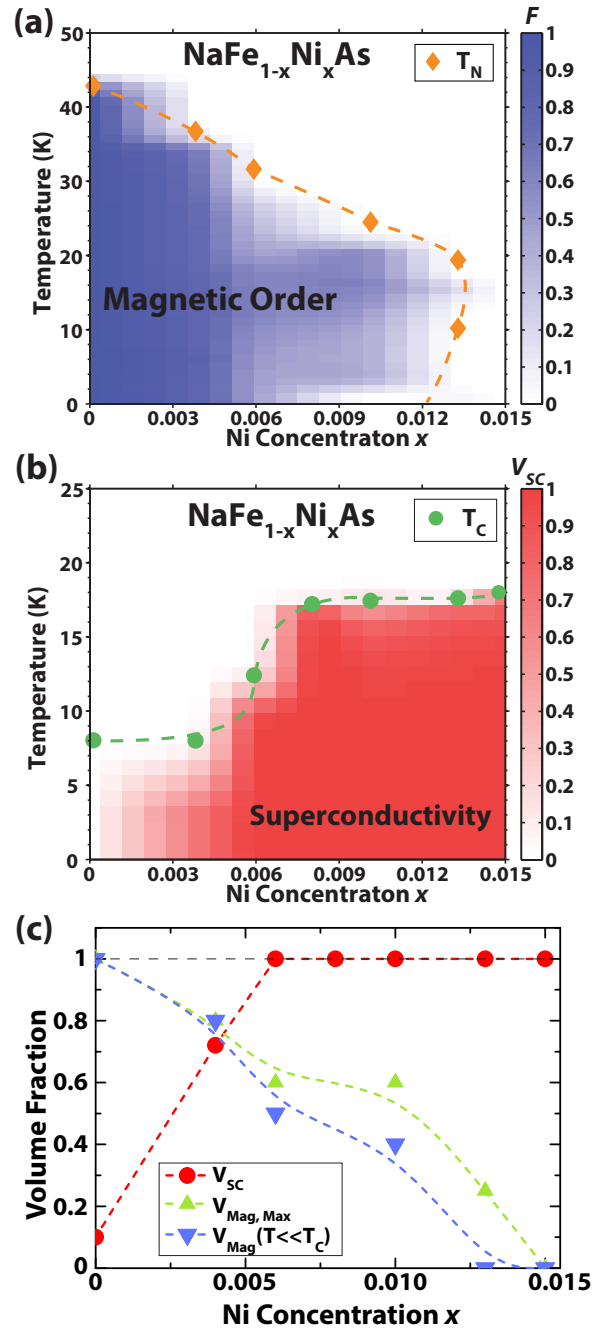 (a)
NaFe1-xNixAs
TN
F
50
40
30
20
10
0
Temperature (K)
Magnetic Order
0 0.003 0.006 0.009 0.012 0.015
Ni Concentraton x
1
0.9
0.8
0.7
0.6
0.5
0.4
0.3
0.2
0.1
0
(b)
NaFe1-xNixAs
TC
VSC
25
20
15
10
5
0
Temperature (K)
Superconductivity
0 0.003 0.006 0.009 0.012 0.015
Ni Concentraton x
1
0.9
0.8
0.7
0.6
0.5
0.4
0.3
0.2
0.1
0
(c)
1
0.8
0.6
0.4
0.2
0
Volume Fraction
VSC
VMag, Max
VMag(T<<TC)
0 0.005 0.010 0.015
Ni Concentration x